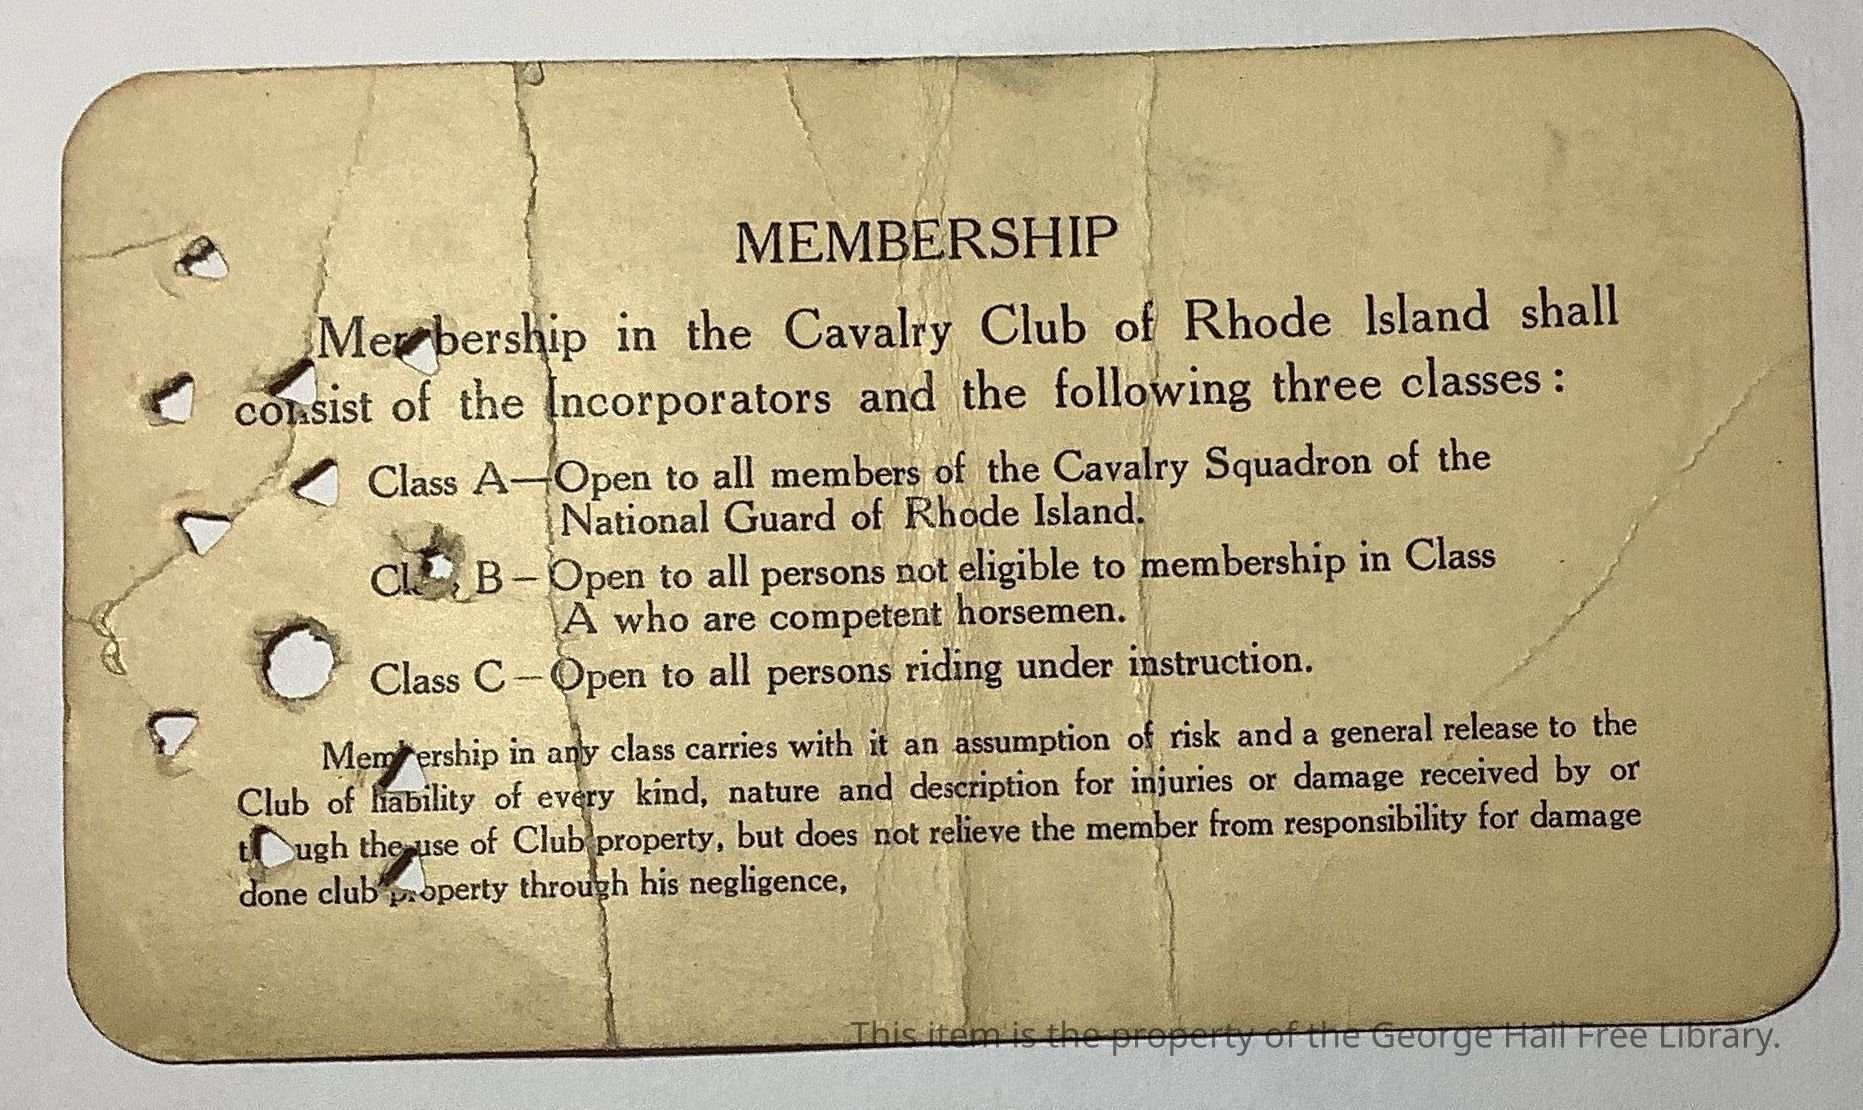 MEMBERSHIP
Membership in the Cavalry Club of Rhode Island shall
consist of the Incorporators and the following three classes:
Class A—Open to all members of the Cavalry Squadron of the
National Guard of Rhode Island.
Class B – Open to all persons not eligible to membership in Class
A who are competent horsemen.
Class C – Open to all persons riding under instruction.
Membership in any class carries with it an assumption of risk and a general release to the
Club of liability of every kind, nature and description for injuries or damage received by or
through the use of Club property, but does not relieve the member from responsibility for damage
done club property through his negligence,
This item is the property of the George Hail Free Library.